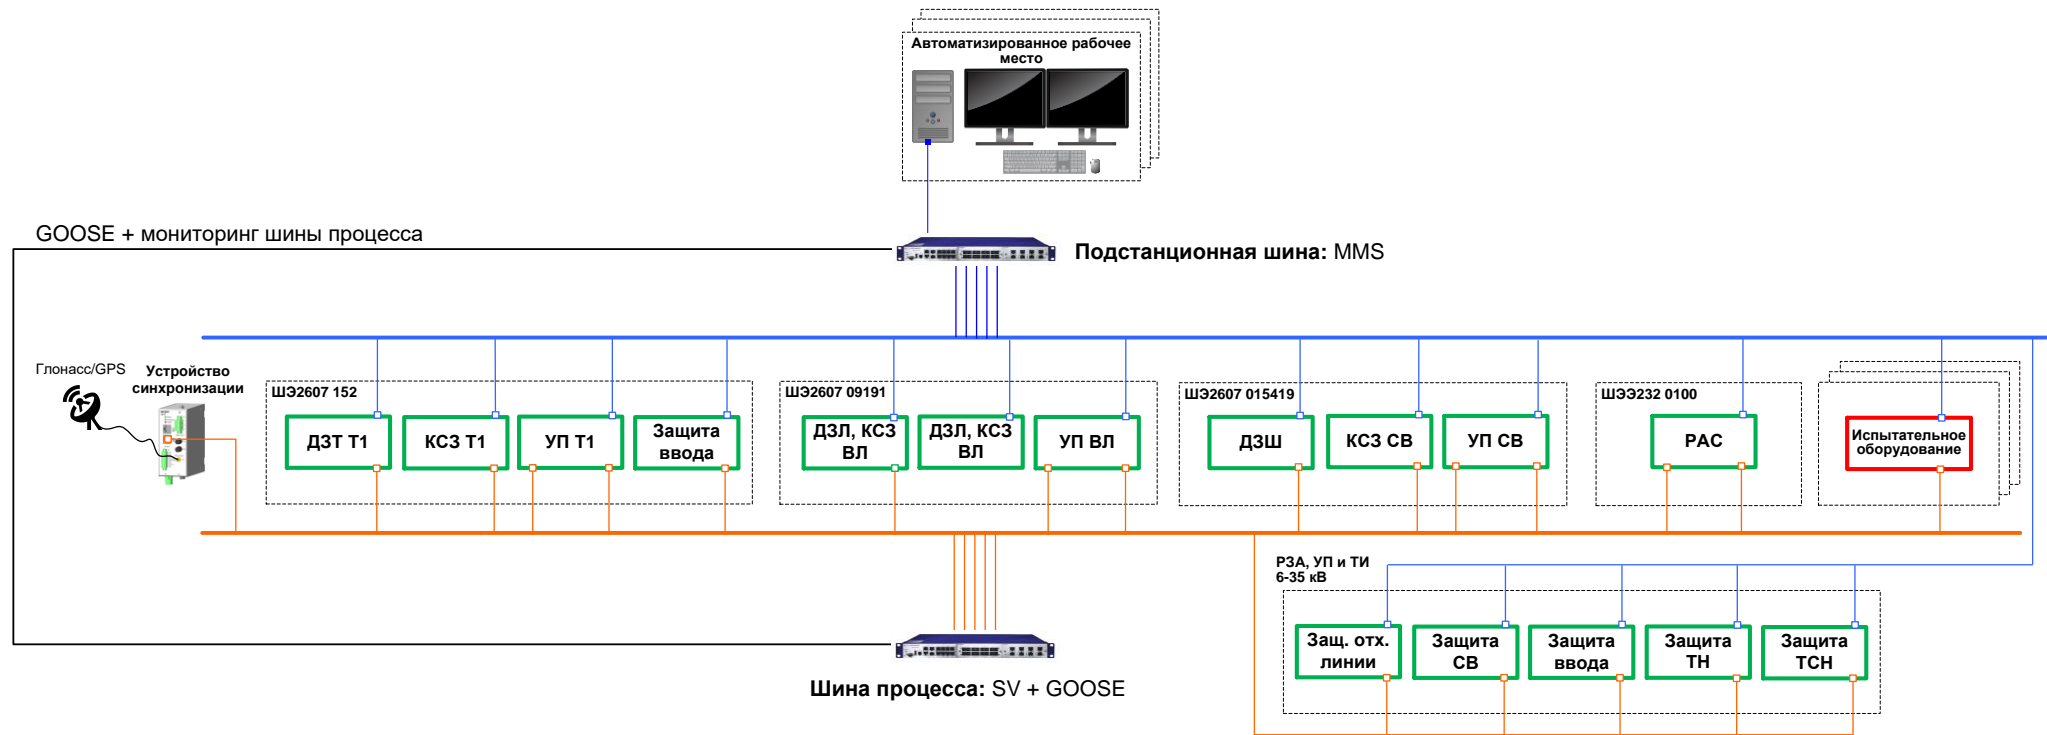 Автоматизированное рабочее
место
GOOSE + мониторинг шины процесса
Подстанционная шина: MMS
Глонасс/GPS
Устройство
синхронизации
ШЭ2607 152
ДЗТ Т1
КСЗ Т1
УП Т1
Защита
ввода
ШЭ2607 09191
ДЗЛ, КСЗ
ВЛ
ДЗЛ, КСЗ
ВЛ
УП ВЛ
ШЭ2607 015419
ДЗШ
КСЗ СВ
УП СВ
ШЭЭ232 0100
РАС
Испытательное
оборудование
РЗА, УП и ТИ
6-35 кВ
Защ. отх.
линии
Защита
СВ
Защита
ввода
Защита
ТН
Защита
ТСН
Шина процесса: SV + GOOSE